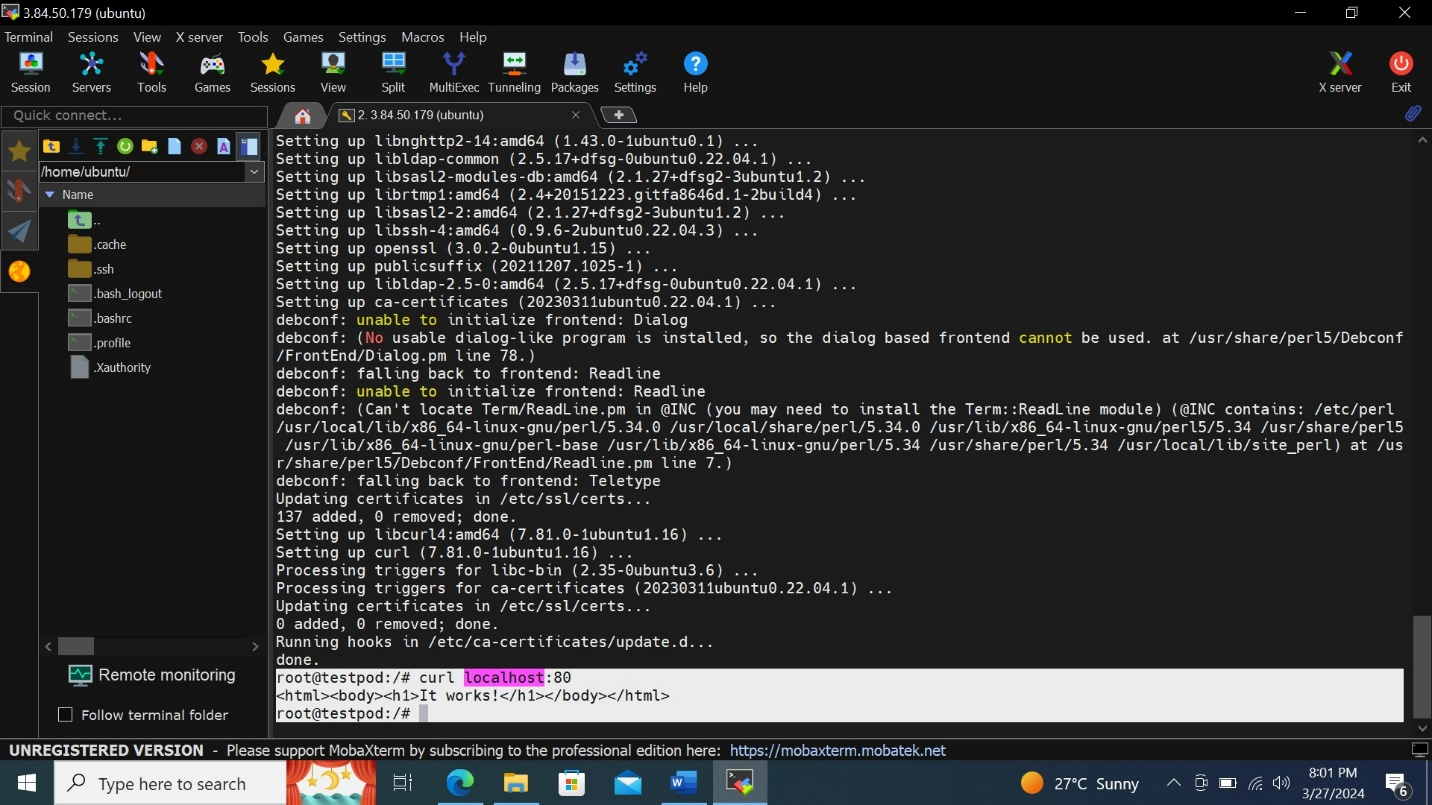 3.84.50.179 (ubuntu)
Terminal Sessions View X server Tools Games Settings Macros Help
Session Servers Tools Games Sessions View Split MultiExec Tunneling Packages Settings Help X server Exit
Quick connect...
2. 3.84.50.179 (ubuntu)
/home/ubuntu/
Name
..
.cache
.ssh
.bash_logout
.bashrc
.profile
.Xauthority
Remote monitoring
Follow terminal folder
Setting up libnghttp2-14:amd64 (1.43.0-1ubuntu0.1) ...
Setting up libldap-common (2.5.17+dfsg-0ubuntu0.22.04.1) ...
Setting up libsasl2-modules-db:amd64 (2.1.27+dfsg2-3ubuntu1.2) ...
Setting up librtmp1:amd64 (2.4+20151223.gitfa8646d.1-2build4) ...
Setting up libsasl2-2:amd64 (2.1.27+dfsg2-3ubuntu1.2) ...
Setting up libssh-4:amd64 (0.9.6-2ubuntu0.22.04.3) ...
Setting up openssl (3.0.2-0ubuntu1.15) ...
Setting up publicsuffix (20211207.1025-1) ...
Setting up libldap-2.5-0:amd64 (2.5.17+dfsg-0ubuntu0.22.04.1) ...
Setting up ca-certificates (20230311ubuntu0.22.04.1) ...
debconf: unable to initialize frontend: Dialog
debconf: (No usable dialog-like program is installed, so the dialog based frontend cannot be used. at /usr/share/perl5/Debconf
/FrontEnd/Dialog.pm line 78.)
debconf: falling back to frontend: Readline
debconf: unable to initialize frontend: Readline
debconf: (Can't locate Term/ReadLine.pm in @INC (you may need to install the Term::ReadLine module) (@INC contains: /etc/perl
/usr/local/lib/x86_64-linux-gnu/perl/5.34.0 /usr/local/share/perl/5.34.0 /usr/lib/x86_64-linux-gnu/perl5/5.34 /usr/share/perl5
/usr/lib/x86_64-linux-gnu/perl-base /usr/lib/x86_64-linux-gnu/perl/5.34 /usr/share/perl/5.34 /usr/local/lib/site_perl) at /us
r/share/perl5/Debconf/FrontEnd/Readline.pm line 7.)
debconf: falling back to frontend: Teletype
Updating certificates in /etc/ssl/certs...
137 added, 0 removed; done.
Setting up libcurl4:amd64 (7.81.0-1ubuntu1.16) ...
Setting up curl (7.81.0-1ubuntu1.16) ...
Processing triggers for libc-bin (2.35-0ubuntu3.6) ...
Processing triggers for ca-certificates (20230311ubuntu0.22.04.1) ...
Updating certificates in /etc/ssl/certs...
0 added, 0 removed; done.
Running hooks in /etc/ca-certificates/update.d...
done.
root@testpod:/# curl localhost:80
<html><body><h1>It works!</h1></body></html>
root@testpod:/#
UNREGISTERED VERSION - Please support MobaXterm by subscribing to the professional edition here: https://mobaxterm.mobatek.net
Type here to search
27°C Sunny
8:01 PM
3/27/2024
6